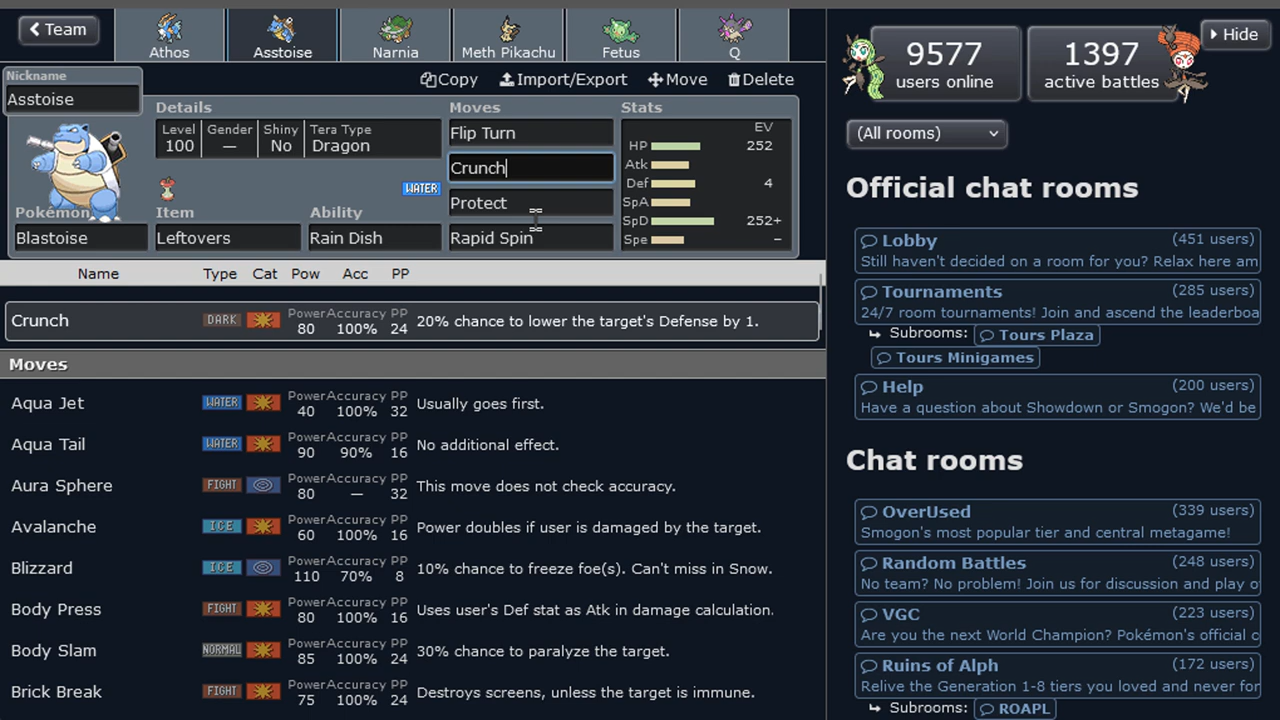 Team
Athos
Asstoise
Narnia
Meth Pikachu
Fetus
Q
Hide
9577
users online
1397
active battles
Nickname
Asstoise
Copy
Import/Export
Move
Delete
Details
Moves
Stats
Level
100
Gender
—
Shiny
No
Tera Type
Dragon
WATER
Pokémon
Blastoise
Item
Leftovers
Ability
Rain Dish
Flip Turn
Crunch
Protect
Rapid Spin
EV
HP 252
Atk
Def 4
SpA
SpD 252+
Spe –
(All rooms)
Name Type Cat Pow Acc PP
Crunch DARK Power 80 Accuracy 100% PP 24 20% chance to lower the target's Defense by 1.
Moves
Aqua Jet WATER Power 40 Accuracy 100% PP 32 Usually goes first.
Aqua Tail WATER Power 90 Accuracy 90% PP 16 No additional effect.
Aura Sphere FIGHT Power 80 Accuracy — PP 32 This move does not check accuracy.
Avalanche ICE Power 60 Accuracy 100% PP 16 Power doubles if user is damaged by the target.
Blizzard ICE Power 110 Accuracy 70% PP 8 10% chance to freeze foe(s). Can't miss in Snow.
Body Press FIGHT Power 80 Accuracy 100% PP 16 Uses user's Def stat as Atk in damage calculation.
Body Slam NORMAL Power 85 Accuracy 100% PP 24 30% chance to paralyze the target.
Brick Break FIGHT Power 75 Accuracy 100% PP 24 Destroys screens, unless the target is immune.
Official chat rooms
Lobby (451 users)
Still haven't decided on a room for you? Relax here am
Tournaments (285 users)
24/7 room tournaments! Join and ascend the leaderboa
Subrooms: Tours Plaza
Tours Minigames
Help (200 users)
Have a question about Showdown or Smogon? We'd be
Chat rooms
OverUsed (339 users)
Smogon's most popular tier and central metagame!
Random Battles (248 users)
No team? No problem! Join us for discussion and play o
VGC (223 users)
Are you the next World Champion? Pokémon's official c
Ruins of Alph (172 users)
Relive the Generation 1-8 tiers you loved and never for
Subrooms: ROAPL